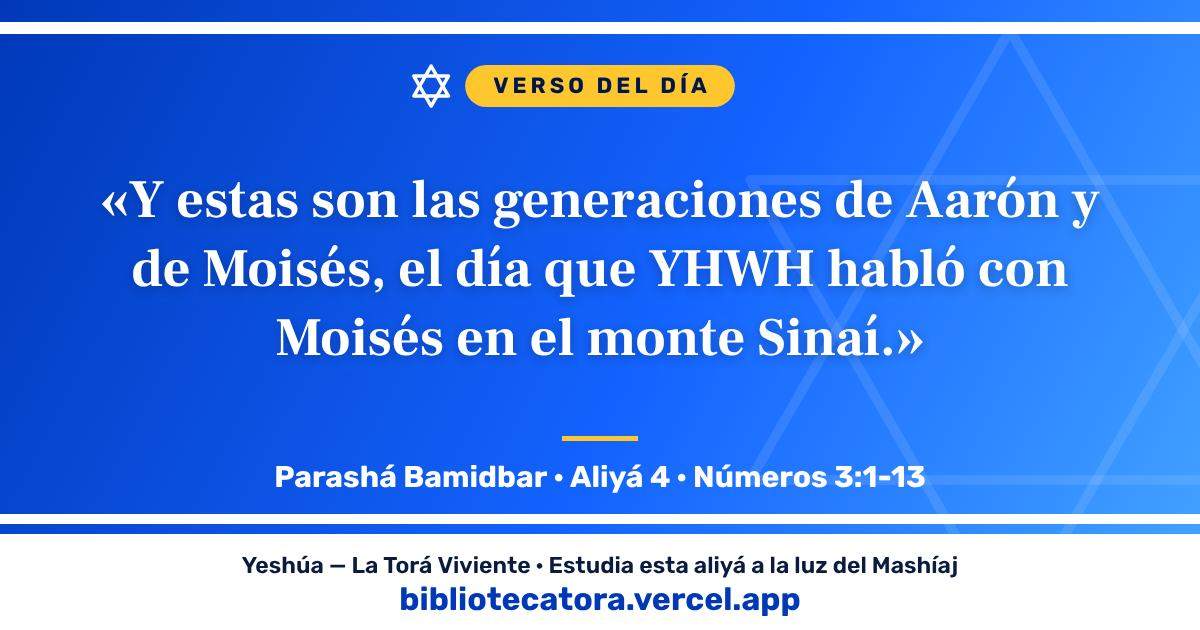 VERSO DEL DÍA
«Y estas son las generaciones de Aarón y
de Moisés, el día que YHWH habló con
Moisés en el monte Sinaí.»
Parashá Bamidbar • Aliyá 4 • Números 3:1-13
Yeshúa — La Torá Viviente • Estudia esta aliyá a la luz del Mashíaj
bibliotecatora.vercel.app